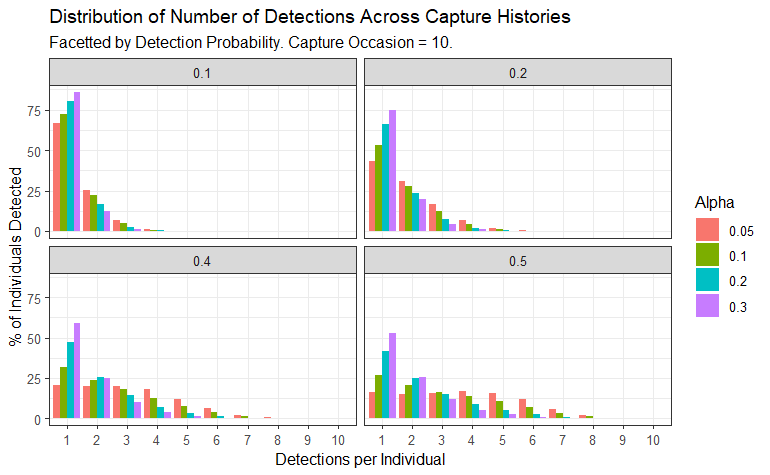 Distribution of Number of Detections Across Capture Histories
Facetted by Detection Probability. Capture Occasion = 10.
0.1
0.2
75
50
25
0
0.4
0.5
75
50
25
0
1 2 3 4 5 6 7 8 9 10
1 2 3 4 5 6 7 8 9 10
Detections per Individual
% of Individuals Detected
Alpha
0.05
0.1
0.2
0.3